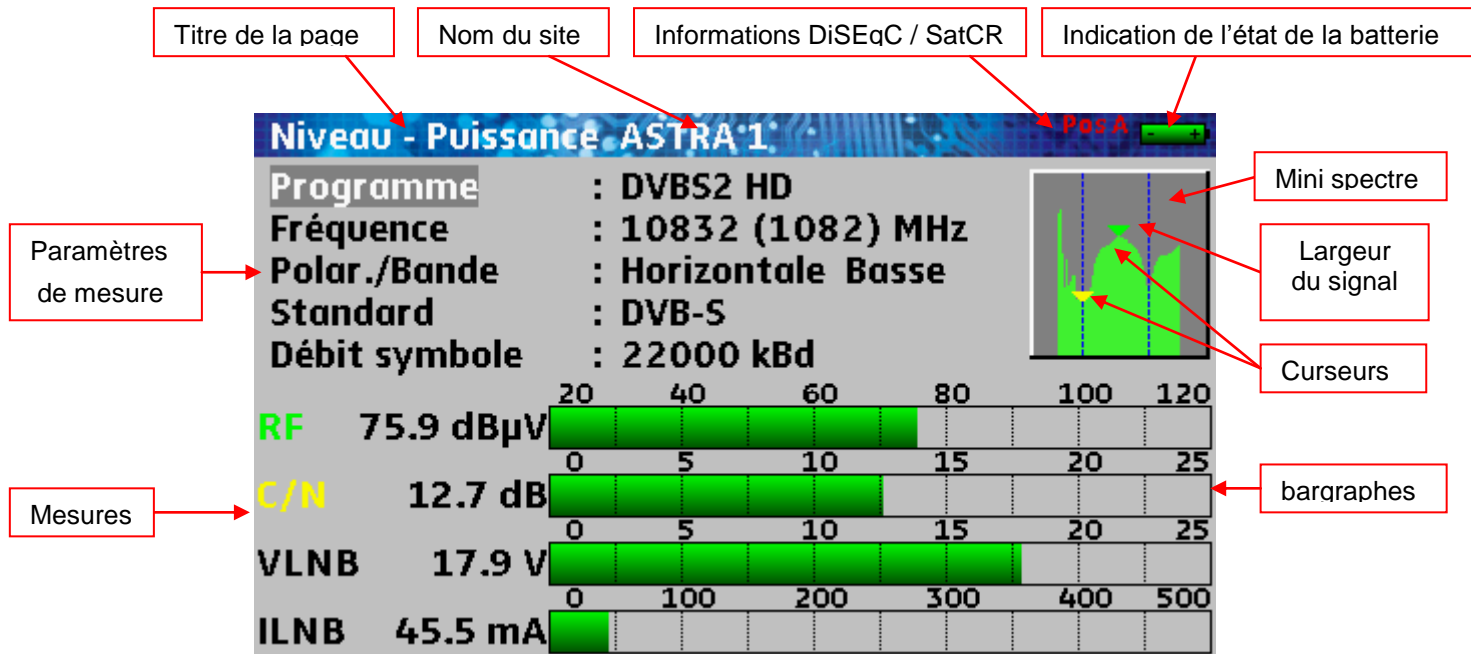 Titre de la page
Nom du site
Informations DiSEqC / SatCR
Indication de l'état de la batterie
Niveau - Puissance ASTRA 1
Pos A
- +
Programme : DVBS2 HD
Fréquence : 10832 (1082) MHz
Polar./Bande : Horizontale Basse
Standard : DVB-S
Débit symbole : 22000 kBd
Paramètres
de mesure
Mini spectre
Largeur
du signal
Curseurs
20 40 60 80 100 120
RF 75.9 dBµV
0 5 10 15 20 25
C/N 12.7 dB
0 5 10 15 20 25
VLNB 17.9 V
0 100 200 300 400 500
ILNB 45.5 mA
Mesures
bargraphes